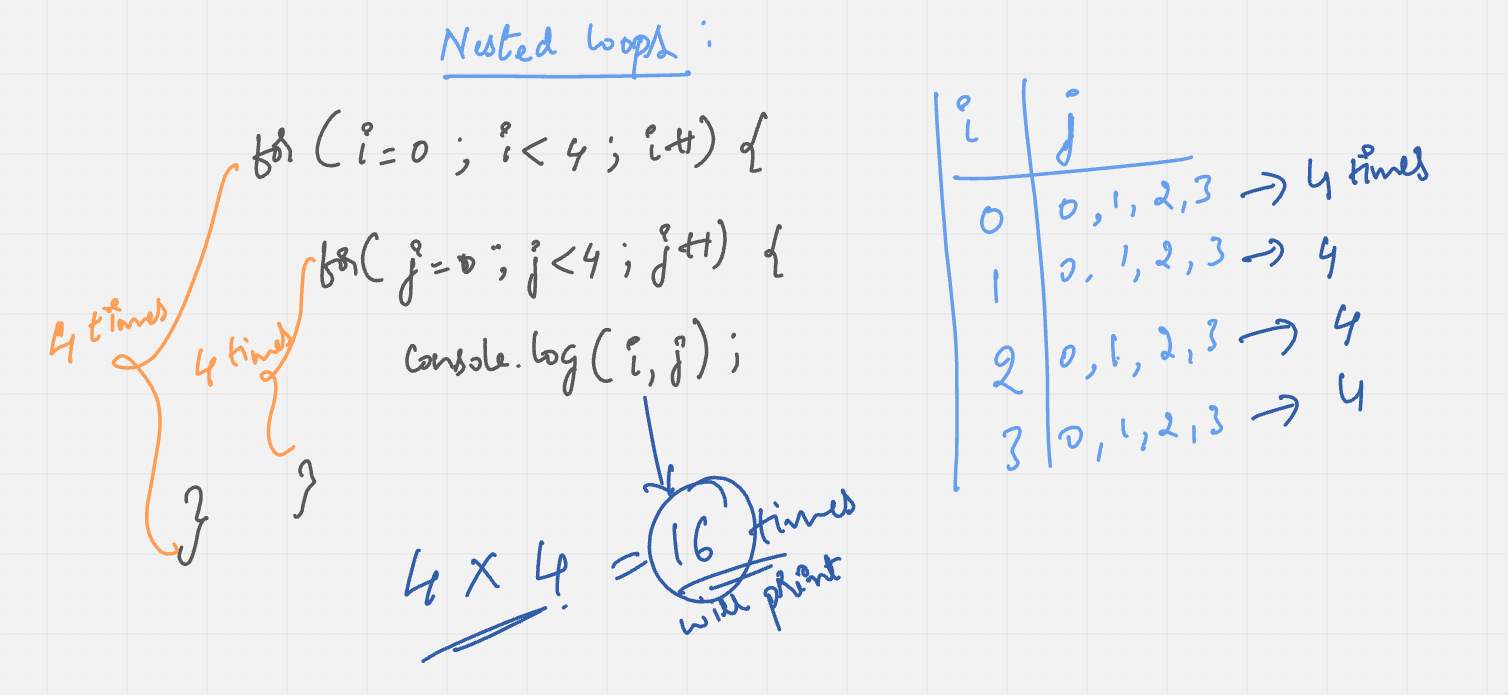 Nested loops :
for ( i=0 ; i< 4 ; i++) {
for( j=0 ; j<4 ; j++) {
console.log( i, j) ;
}
}
4 times
4 times
4 x 4 = 16 times
will print
i j
0 0, 1, 2, 3 → 4 times
1 0, 1, 2, 3 → 4
2 0, 1, 2, 3 → 4
3 0, 1, 2, 3 → 4